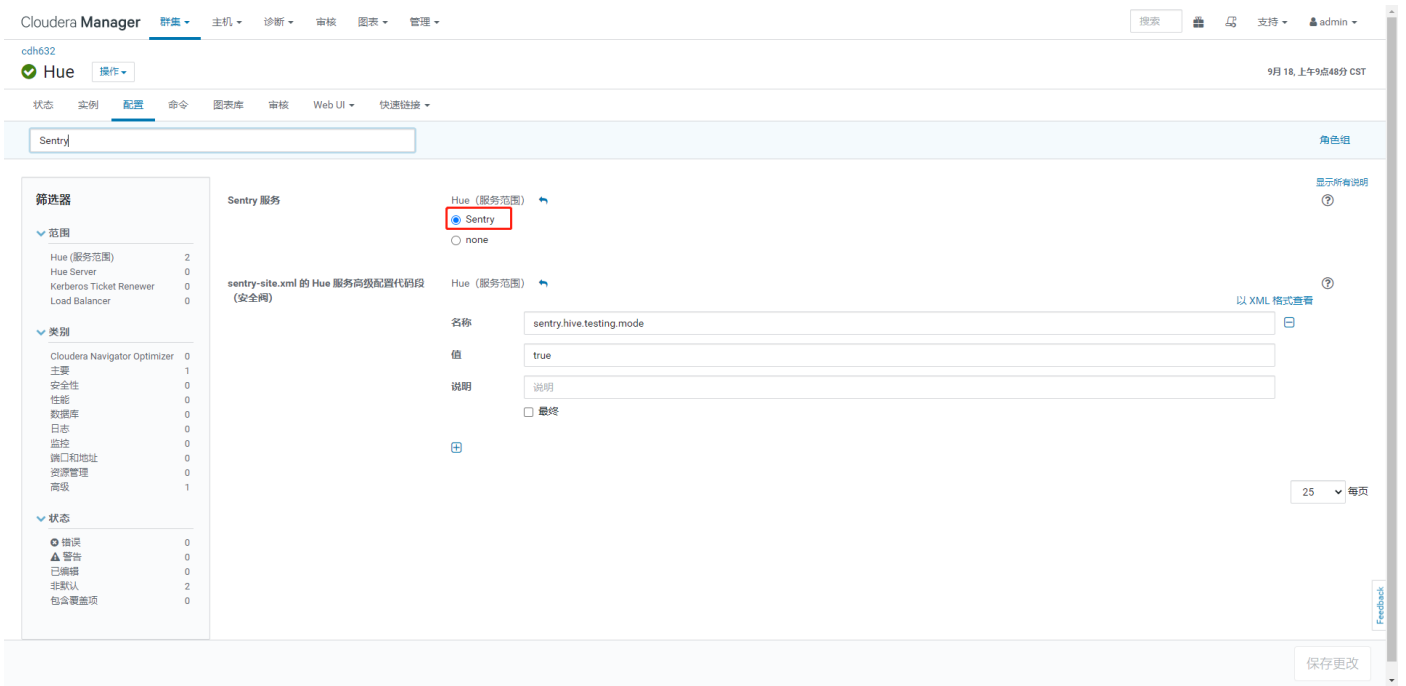 Cloudera Manager 群集 主机 诊断 审核 图表 管理 搜索 支持 admin
cdh632
Hue 操作 9月 18, 上午9点48分 CST
状态 实例 配置 命令 图表库 审核 Web UI 快速链接
Sentry 角色组
显示所有说明
筛选器
范围
Hue (服务范围) 2
Hue Server 0
Kerberos Ticket Renewer 0
Load Balancer 0
类别
Cloudera Navigator Optimizer 0
主要 1
安全性 0
性能 0
数据库 0
日志 0
监控 0
端口和地址 0
资源管理 0
高级 1
状态
错误 0
警告 0
已编辑 0
非默认 2
包含覆盖项 0
Sentry 服务 Hue（服务范围）
Sentry
none
sentry-site.xml 的 Hue 服务高级配置代码段 Hue（服务范围）
（安全阀）
以 XML 格式查看
名称 sentry.hive.testing.mode
值 true
说明 说明
最终
25 每页
Feedback
保存更改